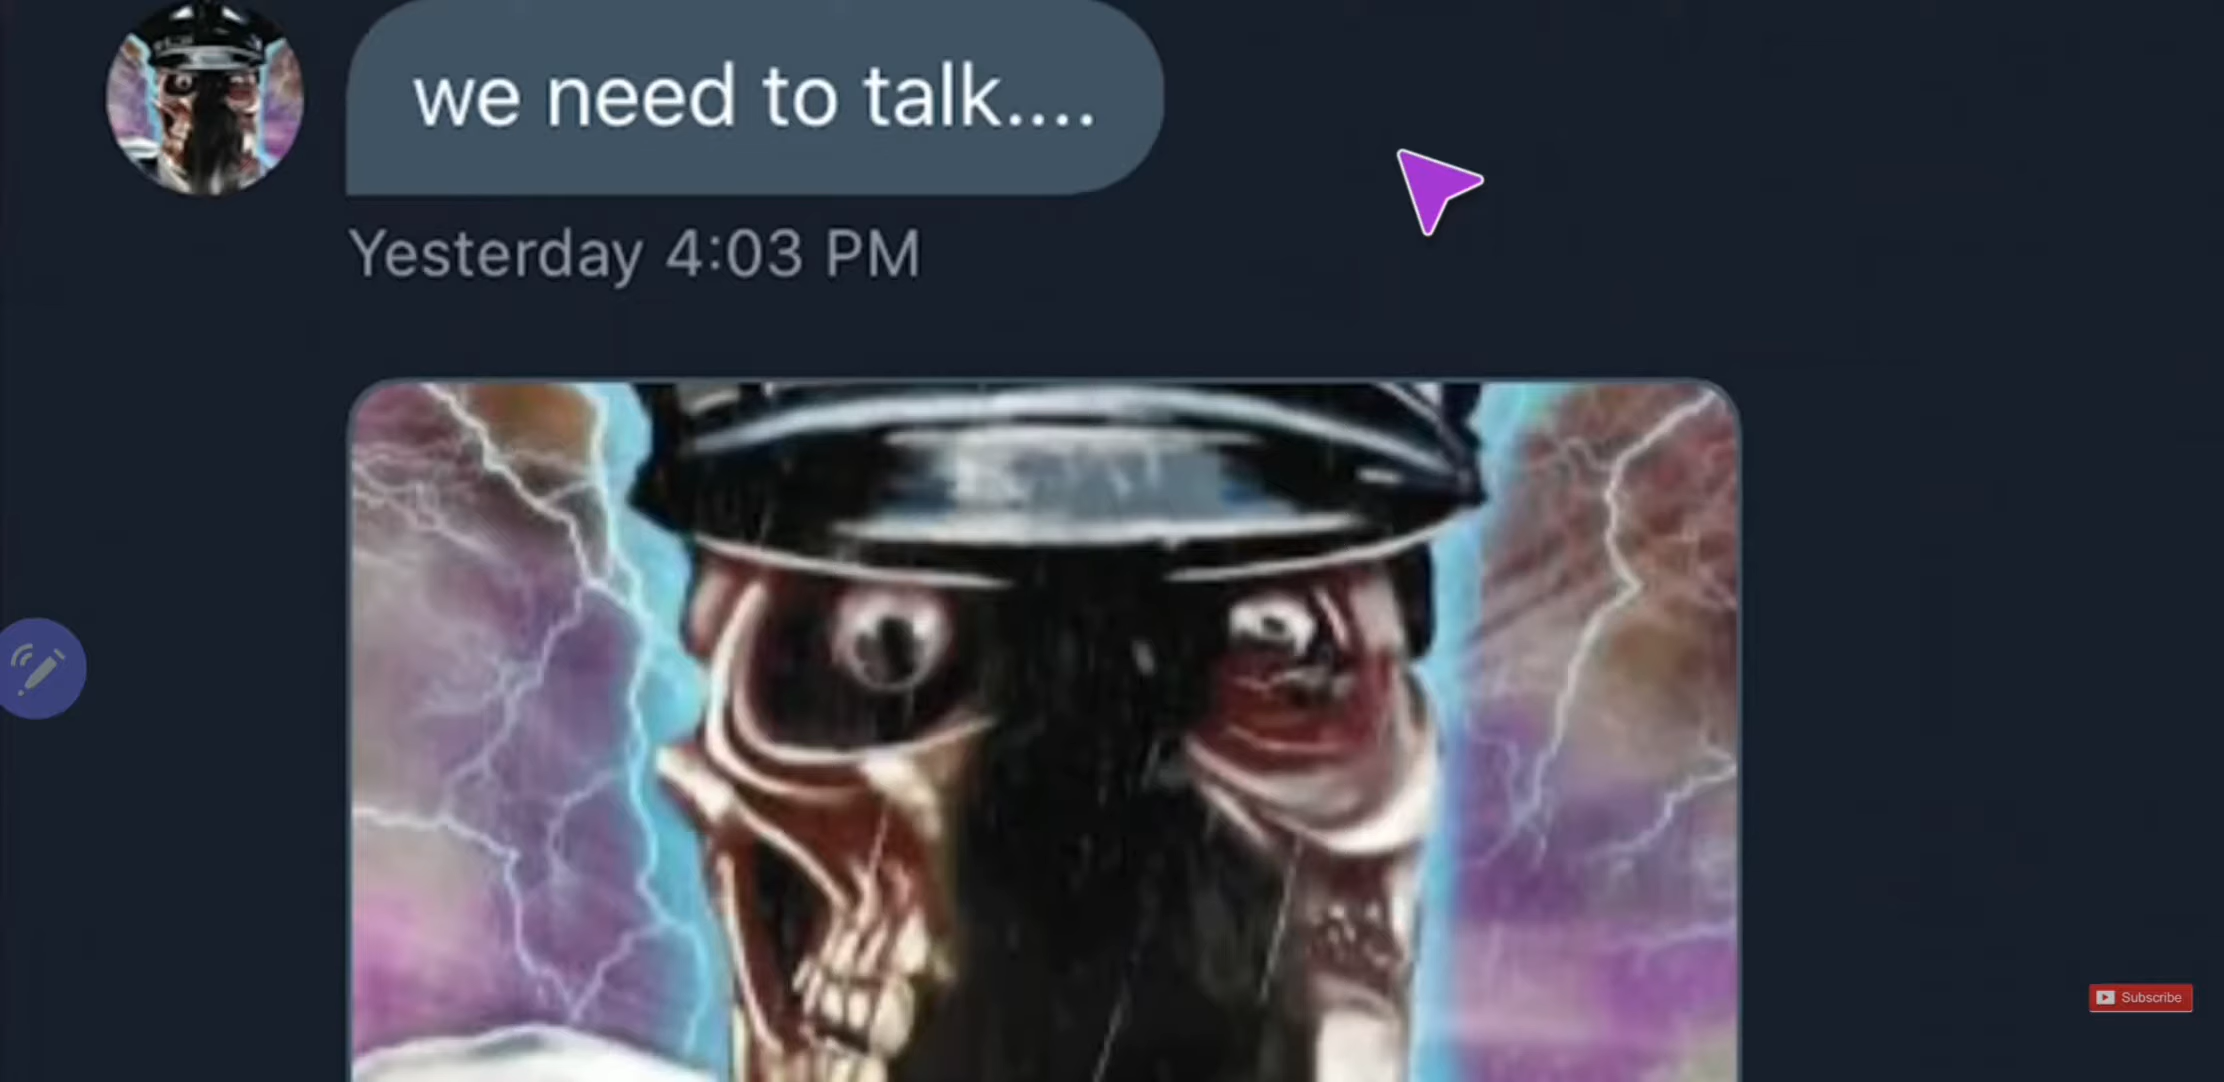 we need to talk....
Yesterday 4:03 PM
Subscribe